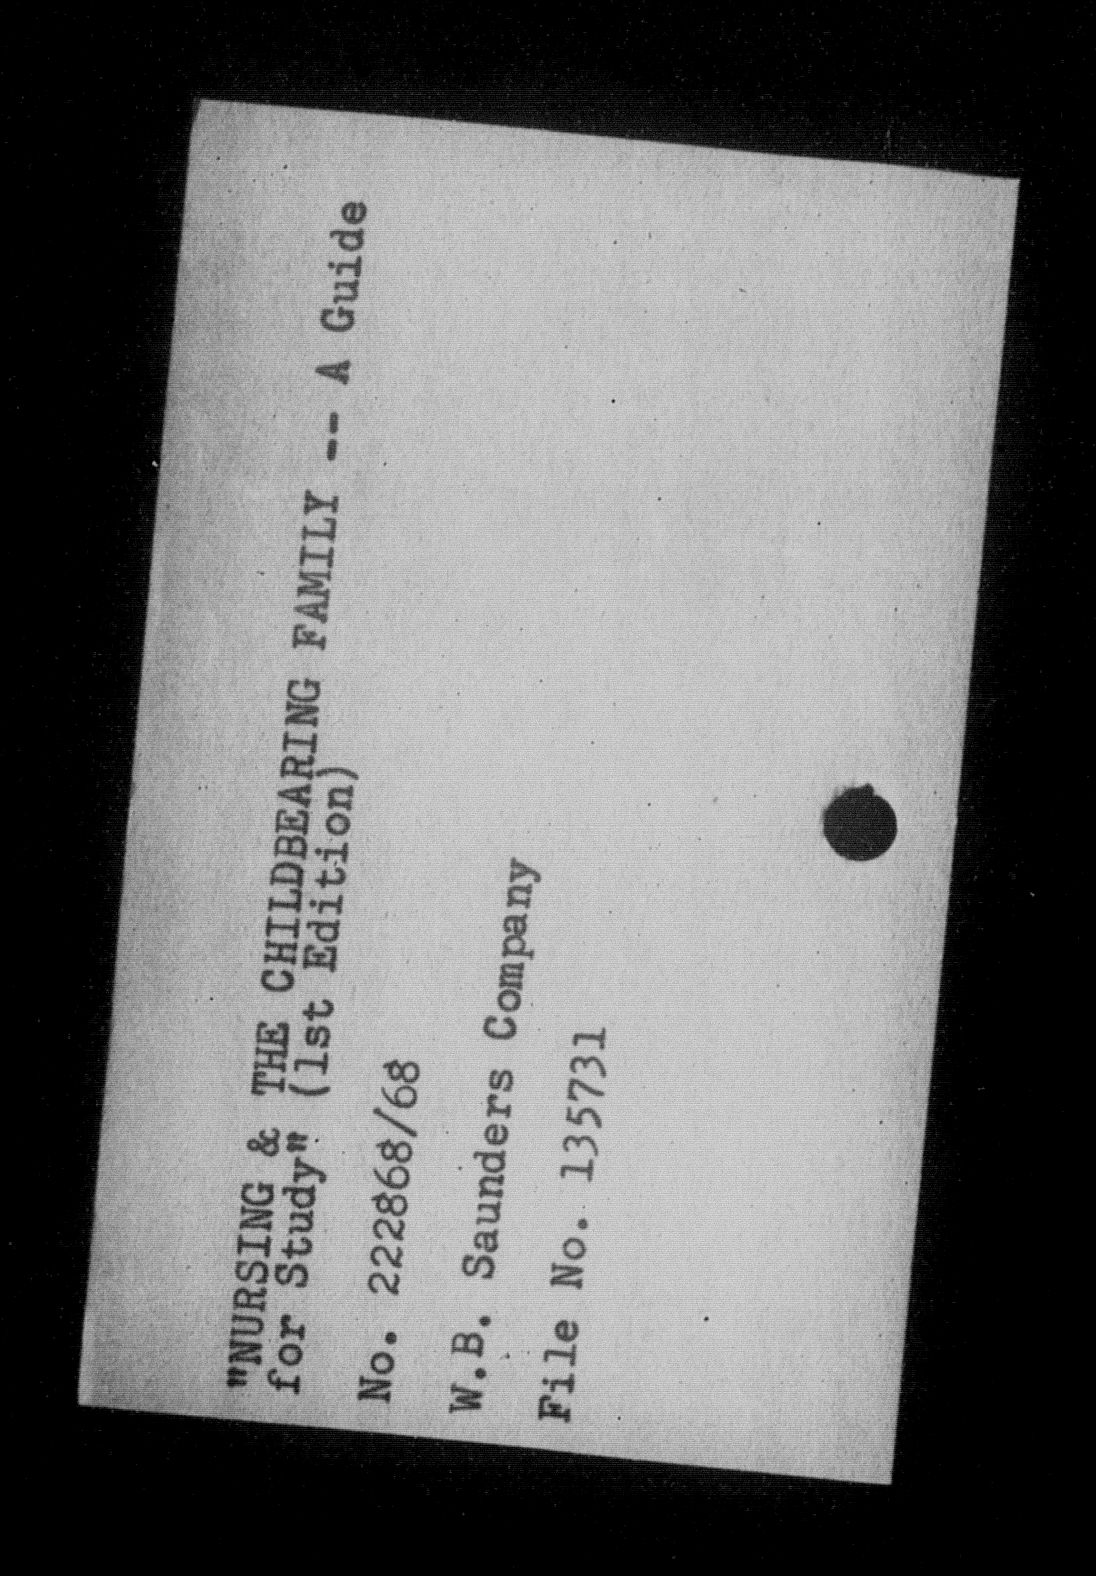 "NURSING & THE CHILDBEARING FAMILY -- A Guide
for Study" (1st Edition)
No. 222868/68
W.B. Saunders Company
File No. 135731